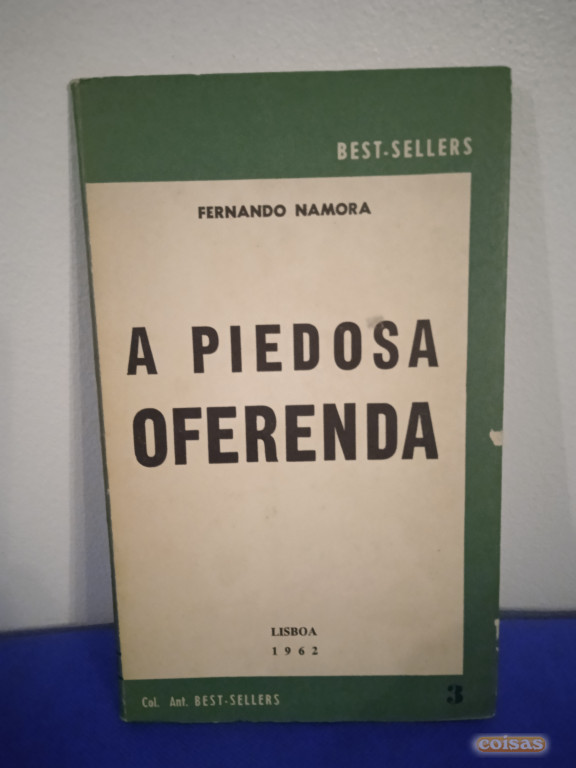 BEST-SELLERS
FERNANDO NAMORA
A PIEDOSA
OFERENDA
LISBOA
1962
Col. Ant. BEST-SELLERS 3
coisas